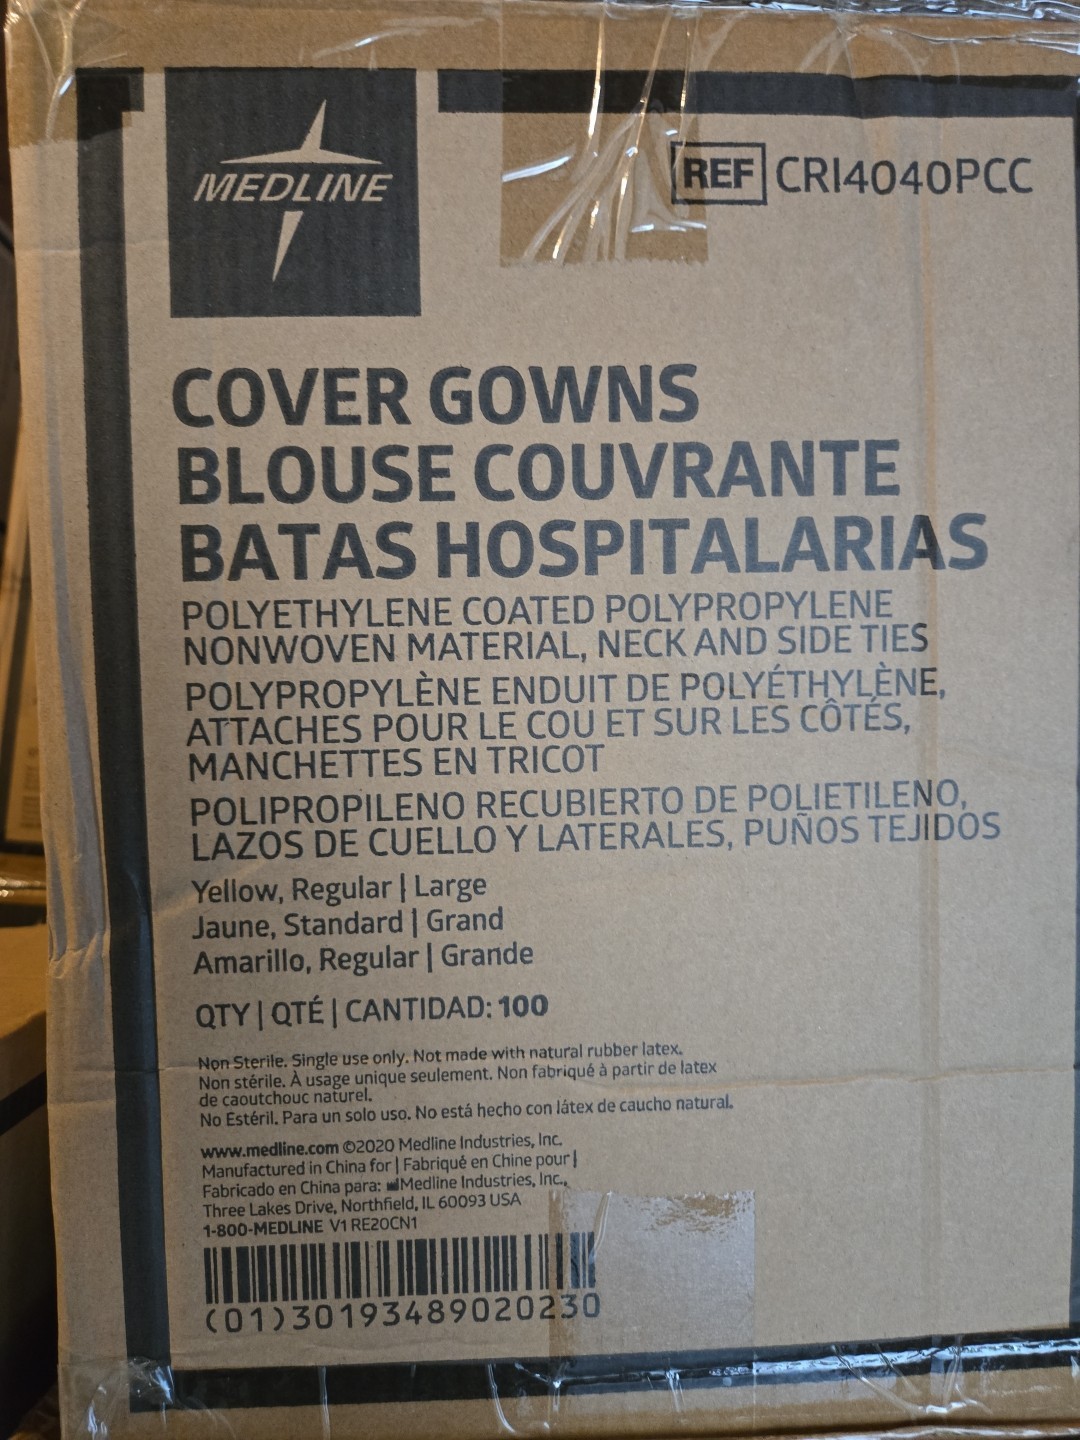 MEDLINE
REF CRI4040PCC
COVER GOWNS
BLOUSE COUVRANTE
BATAS HOSPITALARIAS
POLYETHYLENE COATED POLYPROPYLENE
NONWOVEN MATERIAL, NECK AND SIDE TIES
POLYPROPYLÈNE ENDUIT DE POLYÉTHYLÈNE,
ATTACHES POUR LE COU ET SUR LES CÔTÉS,
MANCHETTES EN TRICOT
POLIPROPILENO RECUBIERTO DE POLIETILENO,
LAZOS DE CUELLO Y LATERALES, PUÑOS TEJIDOS
Yellow, Regular | Large
Jaune, Standard | Grand
Amarillo, Regular | Grande
QTY | QTÉ | CANTIDAD: 100
Non Sterile. Single use only. Not made with natural rubber latex.
Non stérile. À usage unique seulement. Non fabriqué à partir de latex
de caoutchouc naturel.
No Estéril. Para un solo uso. No está hecho con látex de caucho natural.
www.medline.com ©2020 Medline Industries, Inc.
Manufactured in China for | Fabriqué en Chine pour |
Fabricado en China para: Medline Industries, Inc.,
Three Lakes Drive, Northfield, IL 60093 USA
1-800-MEDLINE V1 RE20CN1
(01)30193489020230